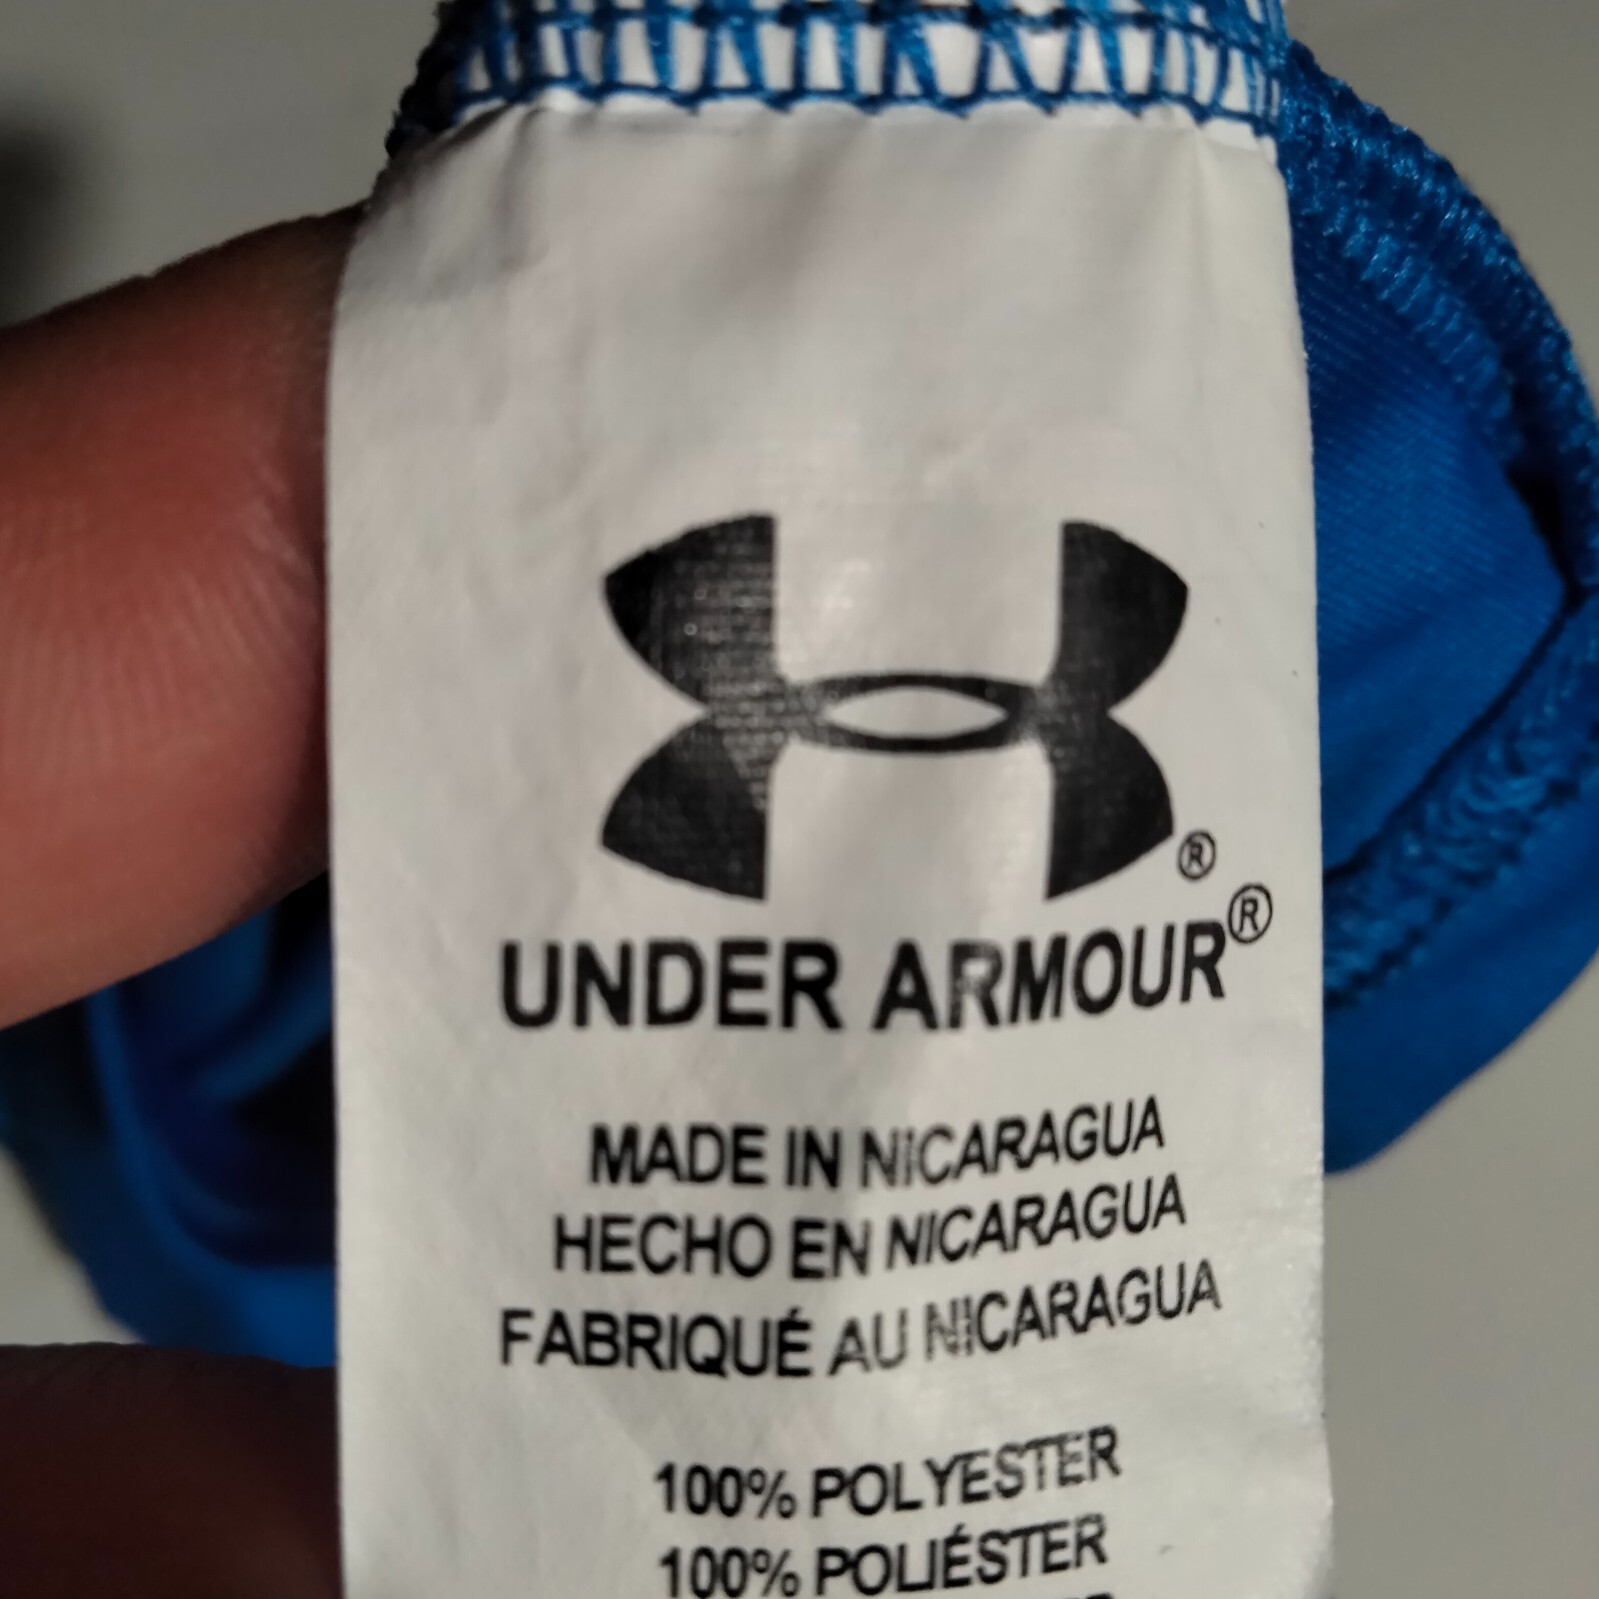 ®
UNDER ARMOUR®
MADE IN NICARAGUA
HECHO EN NICARAGUA
FABRIQUÉ AU NICARAGUA
100% POLYESTER
100% POLIÉSTER